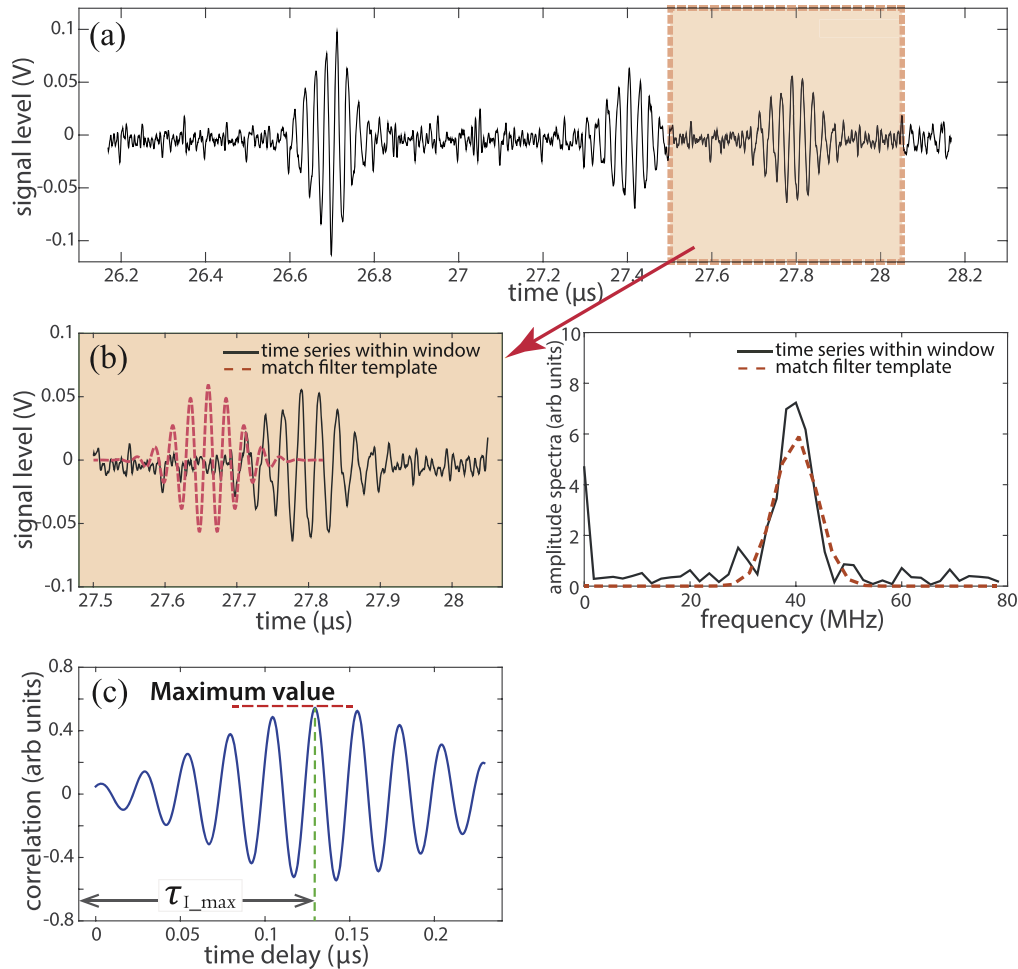 (a)
signal level (V)
0.1
0.05
0
-0.05
-0.1
26.2 26.4 26.6 26.8 27 27.2 27.4 27.6 27.8 28 28.2
time (μs)
(b)
signal level (V)
0.1
0.05
0
-0.05
-0.1
time series within window
match filter template
27.5 27.6 27.7 27.8 27.9 28
time (μs)
amplitude spectra (arb units)
10
8
6
4
2
0
time series within window
match filter template
0 20 40 60 80
frequency (MHz)
(c)
correlation (arb units)
0.8
0.4
0
-0.4
-0.8
Maximum value
τI_max
0 0.05 0.1 0.15 0.2
time delay (μs)